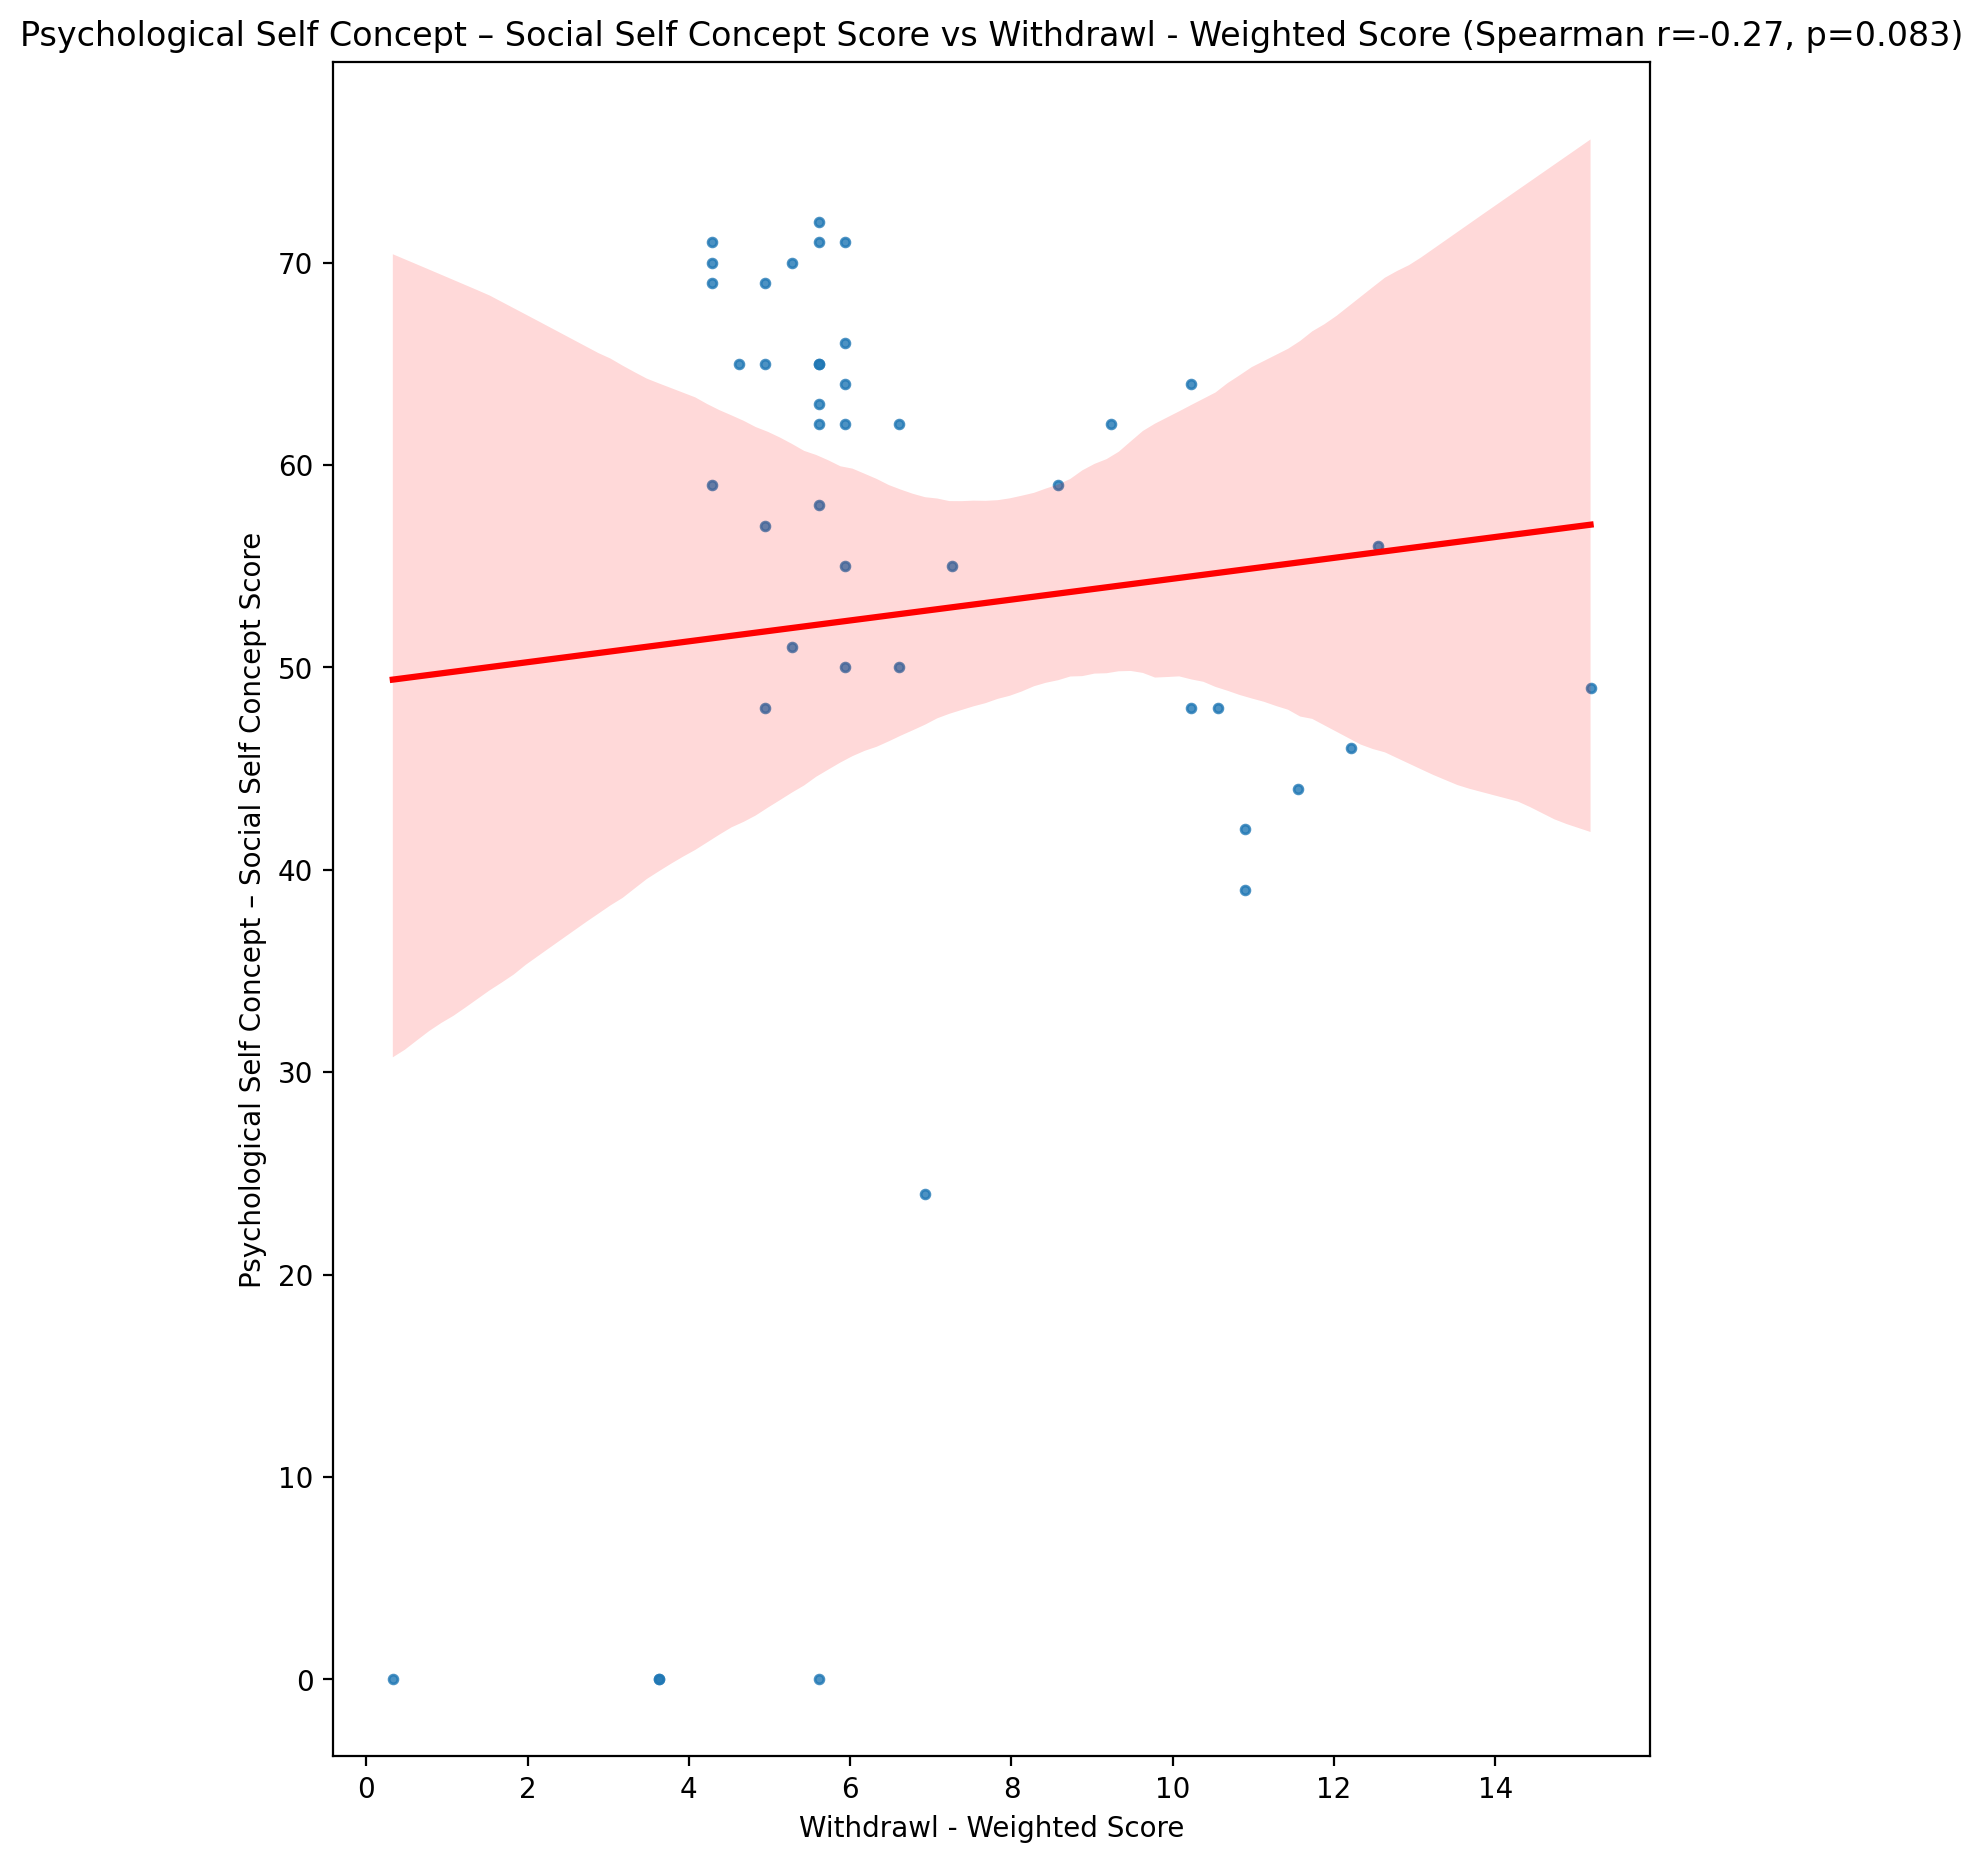 Psychological Self Concept – Social Self Concept Score vs Withdrawl - Weighted Score (Spearman r=-0.27, p=0.083)
Psychological Self Concept – Social Self Concept Score
70
60
50
40
30
20
10
0
0 2 4 6 8 10 12 14
Withdrawl - Weighted Score